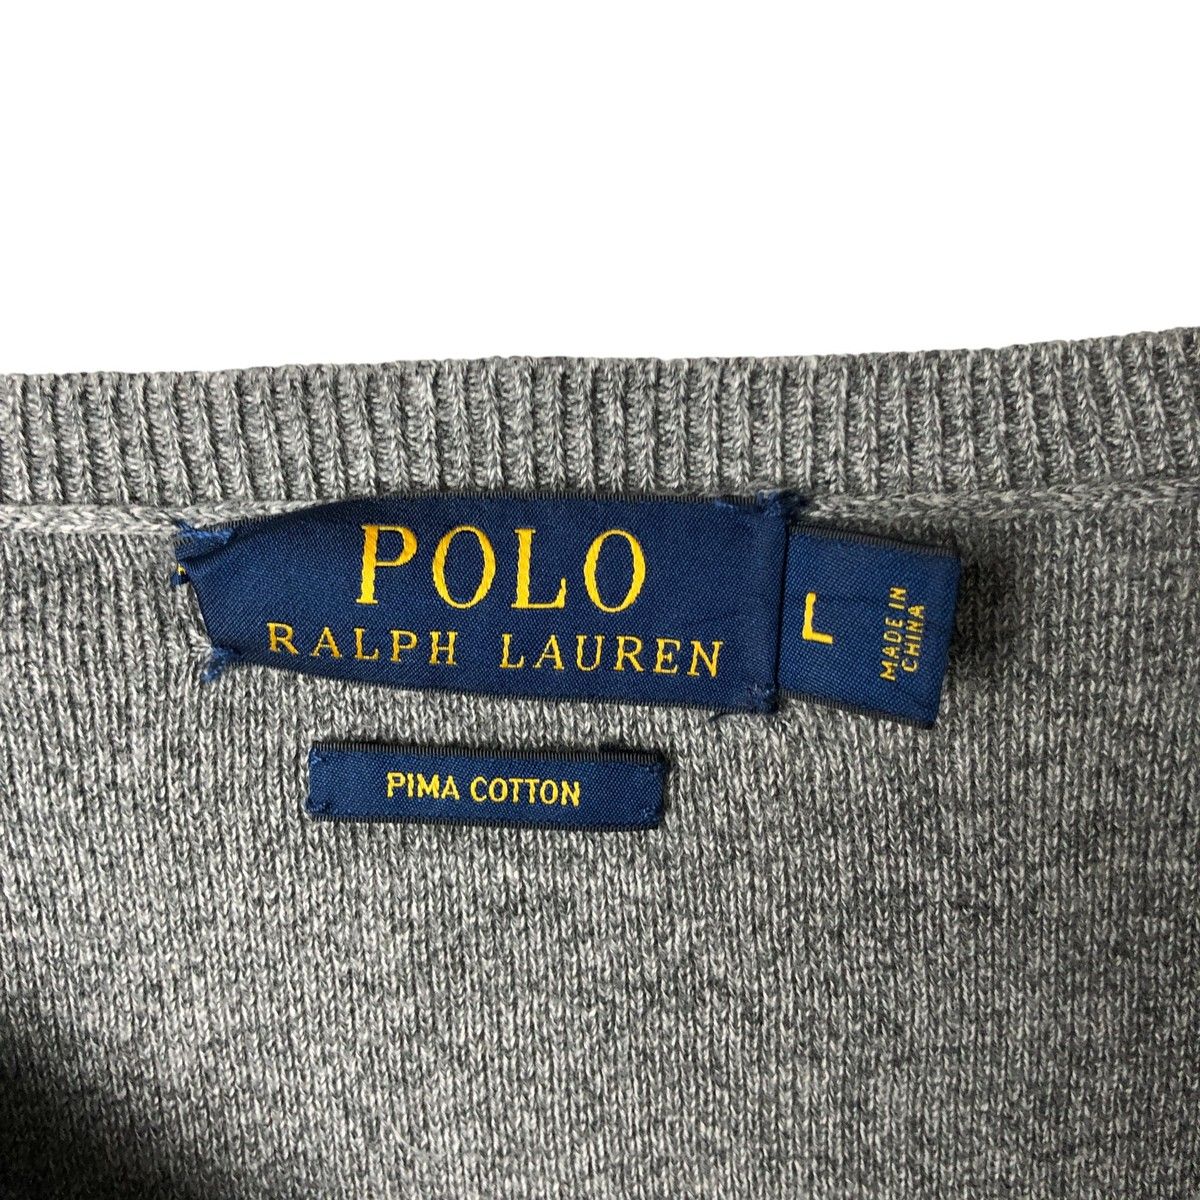 POLO
RALPH LAUREN
L
MADE IN
CHINA
PIMA COTTON